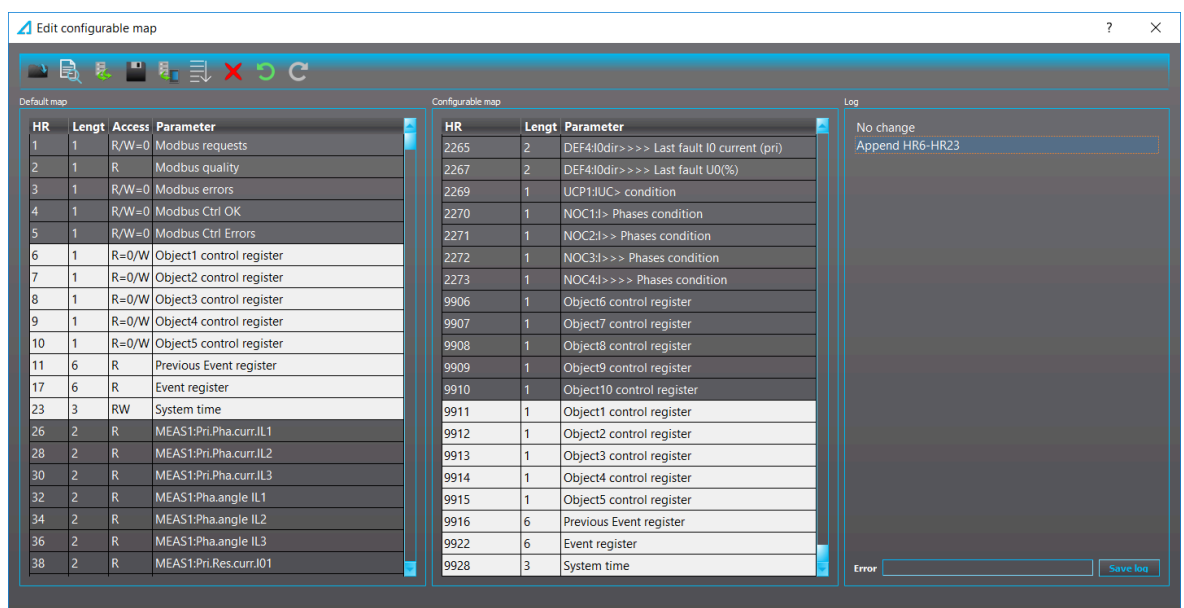 Edit configurable map ?
Default map
HR Lengt Access Parameter
1 1 R/W=0 Modbus requests
2 1 R Modbus quality
3 1 R/W=0 Modbus errors
4 1 R/W=0 Modbus Ctrl OK
5 1 R/W=0 Modbus Ctrl Errors
6 1 R=0/W Object1 control register
7 1 R=0/W Object2 control register
8 1 R=0/W Object3 control register
9 1 R=0/W Object4 control register
10 1 R=0/W Object5 control register
11 6 R Previous Event register
17 6 R Event register
23 3 RW System time
26 2 R MEAS1:Pri.Pha.curr.IL1
28 2 R MEAS1:Pri.Pha.curr.IL2
30 2 R MEAS1:Pri.Pha.curr.IL3
32 2 R MEAS1:Pha.angle IL1
34 2 R MEAS1:Pha.angle IL2
36 2 R MEAS1:Pha.angle IL3
38 2 R MEAS1:Pri.Res.curr.I01
Configurable map
HR Lengt Parameter
2265 2 DEF4:I0dir>>>> Last fault I0 current (pri)
2267 2 DEF4:I0dir>>>> Last fault U0(%)
2269 1 UCP1:IUC> condition
2270 1 NOC1:I> Phases condition
2271 1 NOC2:I>> Phases condition
2272 1 NOC3:I>>> Phases condition
2273 1 NOC4:I>>>> Phases condition
9906 1 Object6 control register
9907 1 Object7 control register
9908 1 Object8 control register
9909 1 Object9 control register
9910 1 Object10 control register
9911 1 Object1 control register
9912 1 Object2 control register
9913 1 Object3 control register
9914 1 Object4 control register
9915 1 Object5 control register
9916 6 Previous Event register
9922 6 Event register
9928 3 System time
Log
No change
Append HR6-HR23
Error Save log